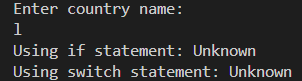 Enter country name:
l
Using if statement: Unknown
Using switch statement: Unknown